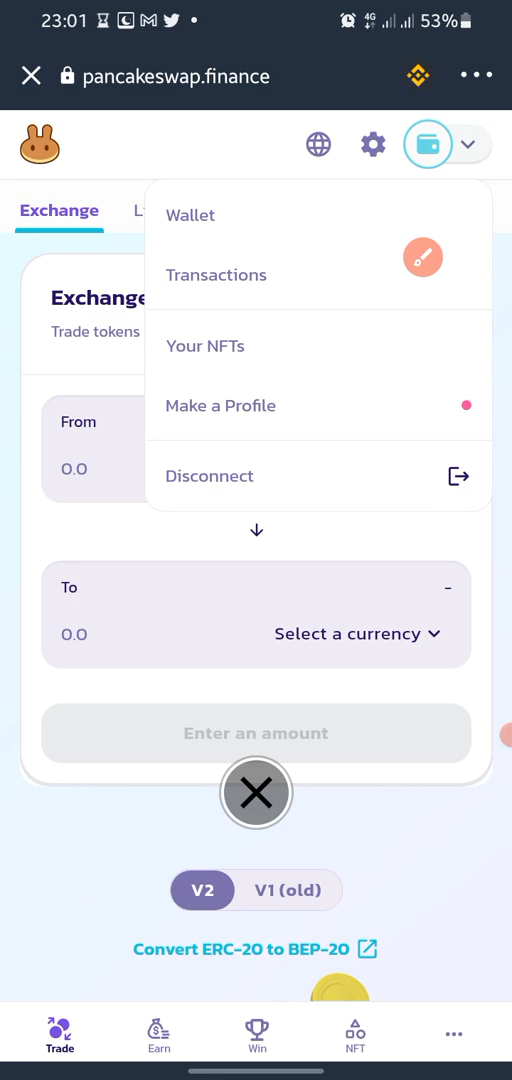 23:01 4G 53%
pancakeswap.finance
Exchange L
Wallet
Transactions
Your NFTs
Make a Profile
Disconnect
Exchange
Trade tokens
From
0.0
To -
0.0 Select a currency
Enter an amount
V2 V1 (old)
Convert ERC-20 to BEP-20
Trade Earn Win NFT